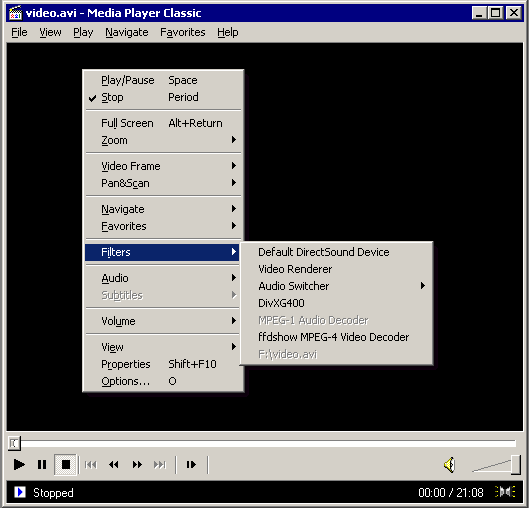 video.avi - Media Player Classic
File View Play Navigate Favorites Help
Play/Pause Space
Stop Period
Full Screen Alt+Return
Zoom
Video Frame
Pan&Scan
Navigate
Favorites
Filters
Audio
Subtitles
Volume
View
Properties Shift+F10
Options... O
Default DirectSound Device
Video Renderer
Audio Switcher
DivXG400
MPEG-1 Audio Decoder
ffdshow MPEG-4 Video Decoder
F:\video.avi
Stopped 00:00 / 21:08